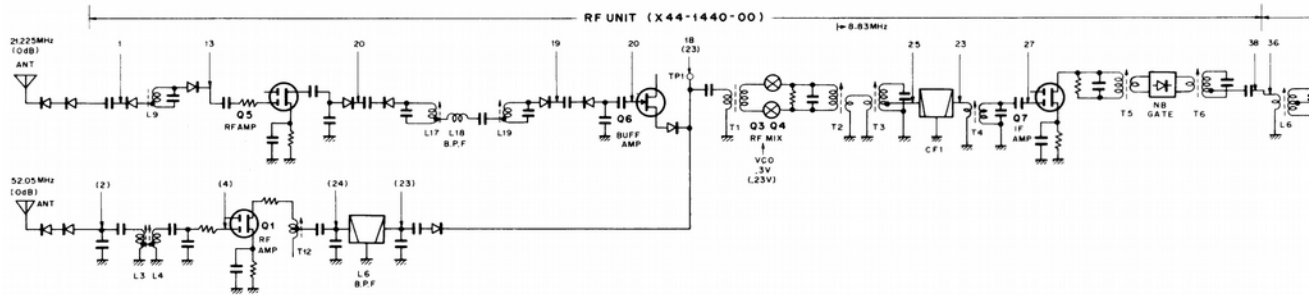 RF UNIT (X44-1440-00)
8.83MHz
21.225MHz
(0dB)
ANT
1
13
20
19
20
18
(23)
25
23
27
38
36
TP1
L9
Q5
RF AMP
L17
L18
B.P.F
L19
Q6
BUFF
AMP
T1
Q3 Q4
RF MIX
VCO
.3V
(.23V)
T2
T3
CF1
T4
Q7
IF
AMP
T5
NB
GATE
T6
L6
52.05MHz
(0dB)
ANT
(2)
(4)
(24)
(23)
L3
L4
Q1
RF
AMP
T12
L6
B.P.F